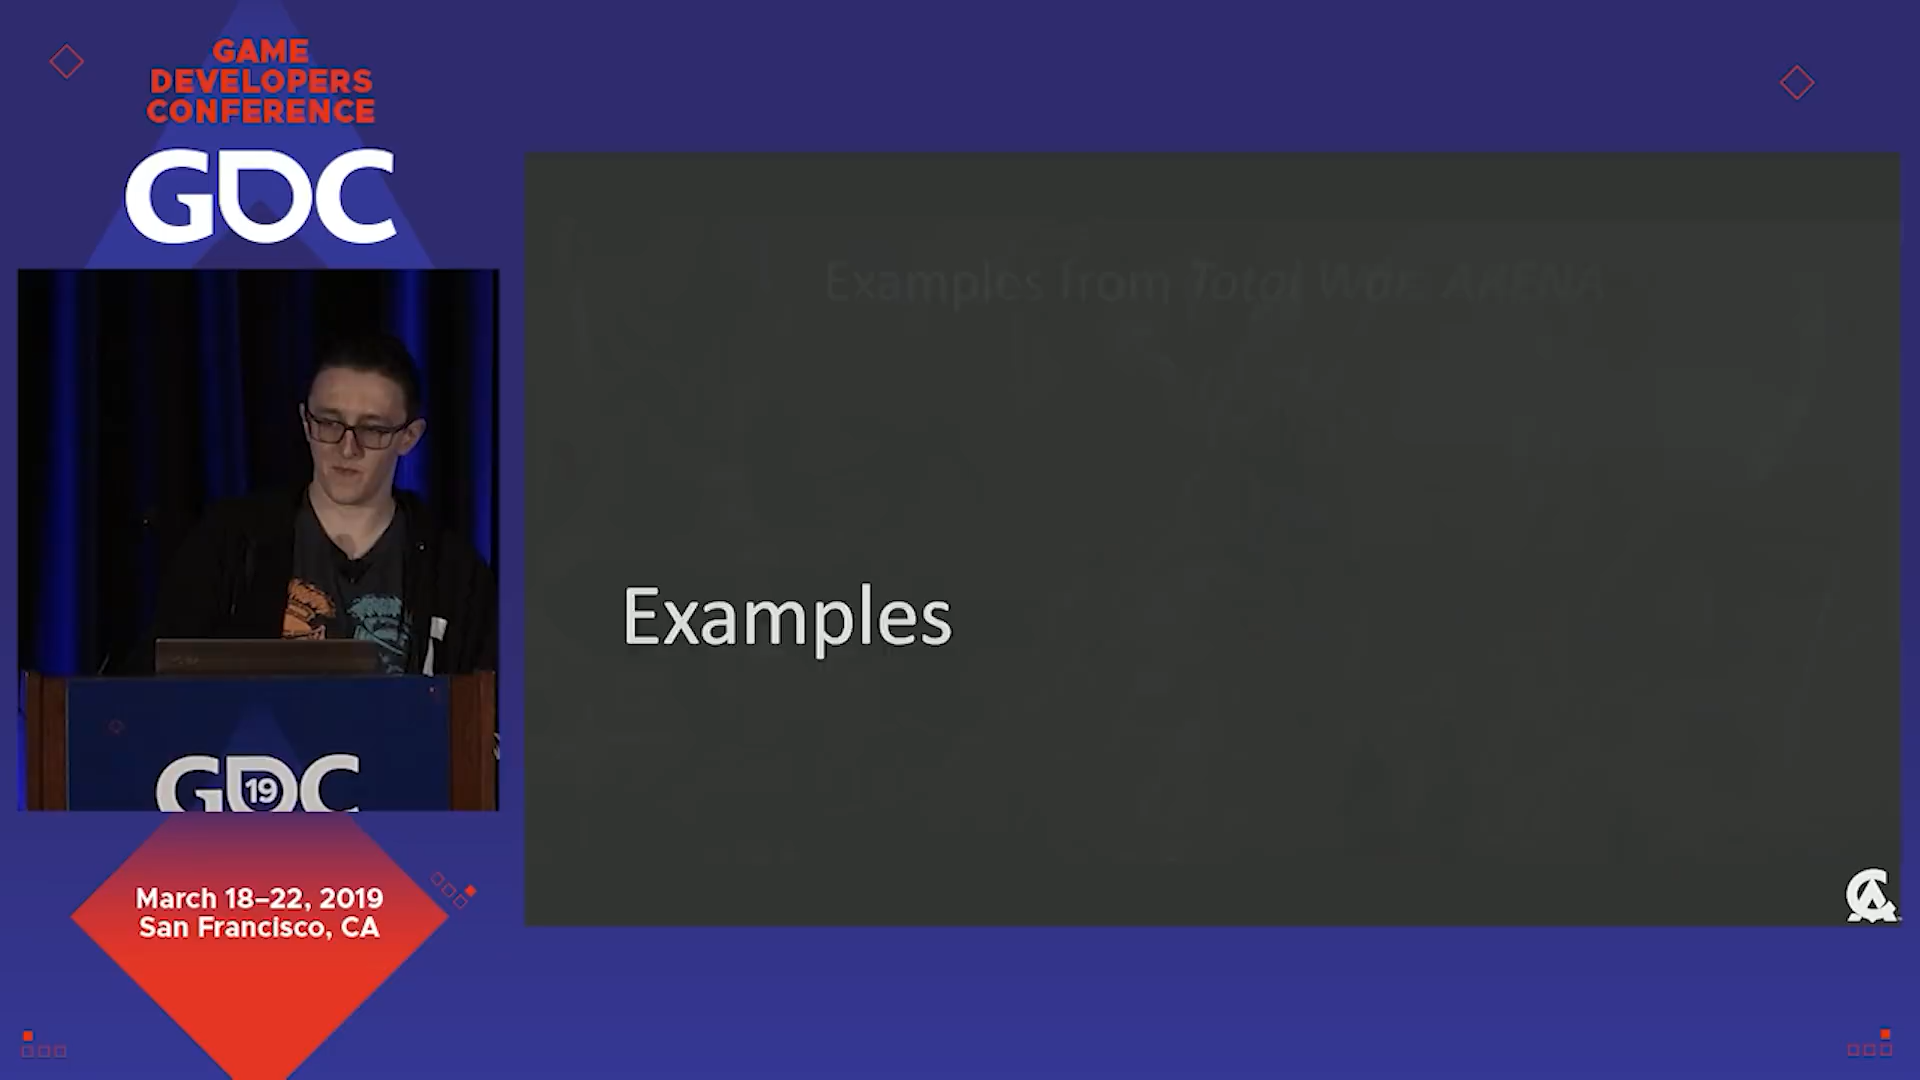 GAME
DEVELOPERS
CONFERENCE
GDC
Examples from Total War: ARENA
Examples
GDC
19
March 18–22, 2019
San Francisco, CA